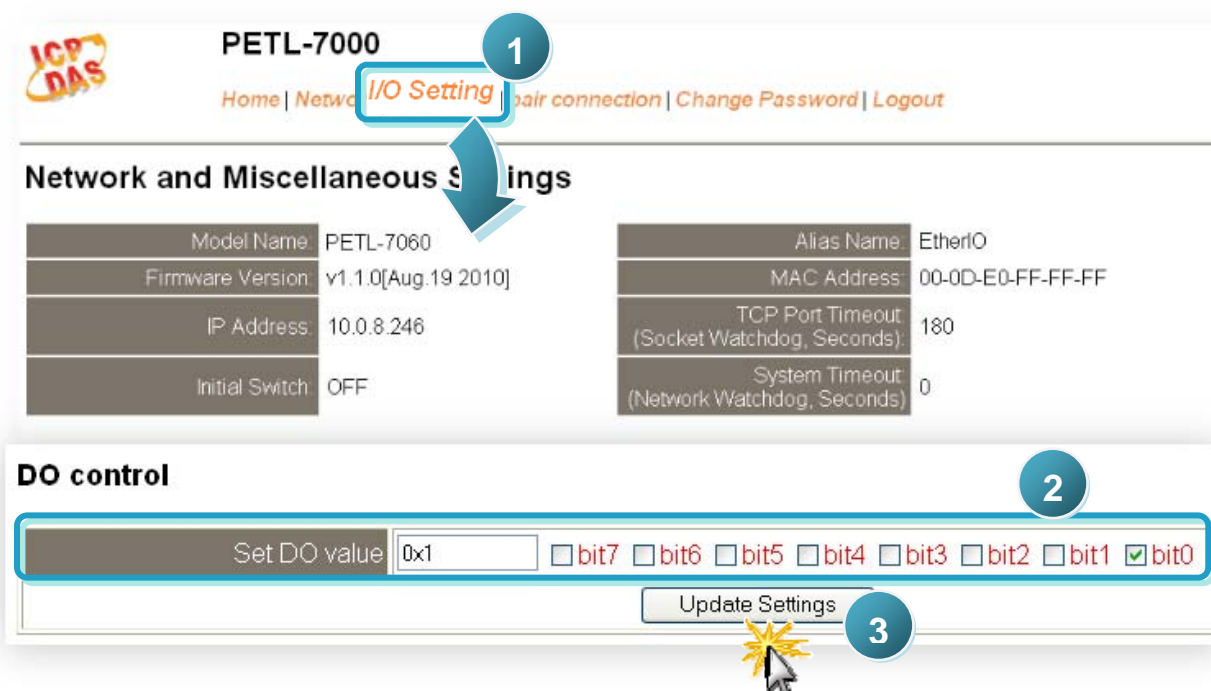 ICP
DAS
PETL-7000
1
Home | Netwo I/O Setting pair connection | Change Password | Logout
Network and Miscellaneous S ings
Model Name: PETL-7060 Alias Name: EtherIO
Firmware Version: v1.1.0[Aug.19 2010] MAC Address: 00-0D-E0-FF-FF-FF
IP Address: 10.0.8.246 TCP Port Timeout
(Socket Watchdog, Seconds): 180
Initial Switch: OFF System Timeout
(Network Watchdog, Seconds) 0
DO control
2
Set DO value 0x1 bit7 bit6 bit5 bit4 bit3 bit2 bit1 bit0
Update Settings
3